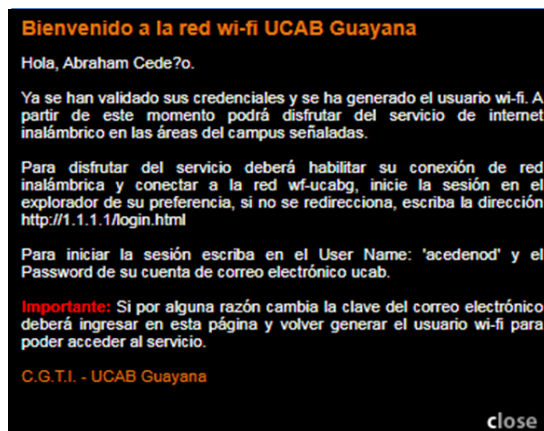 Bienvenido a la red wi-fi UCAB Guayana
Hola, Abraham Cede?o.
Ya se han validado sus credenciales y se ha generado el usuario wi-fi. A
partir de este momento podrá disfrutar del servicio de internet
inalámbrico en las áreas del campus señaladas.
Para disfrutar del servicio deberá habilitar su conexión de red
inalámbrica y conectar a la red wf-ucabg, inicie la sesión en el
explorador de su preferencia, si no se redirecciona, escriba la dirección
http://1.1.1.1/login.html
Para iniciar la sesión escriba en el User Name: 'acedenod' y el
Password de su cuenta de correo electrónico ucab.
Importante: Si por alguna razón cambia la clave del correo electrónico
deberá ingresar en esta página y volver generar el usuario wi-fi para
poder acceder al servicio.
C.G.T.I. - UCAB Guayana
close